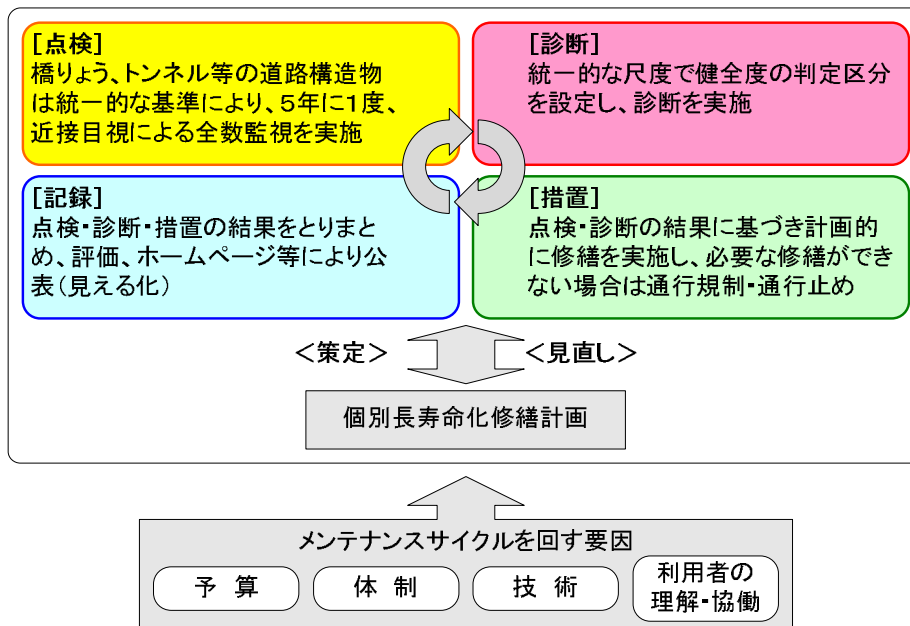 [点検]
橋りょう、トンネル等の道路構造物
は統一的な基準により、5年に1度、
近接目視による全数監視を実施
[診断]
統一的な尺度で健全度の判定区分
を設定し、診断を実施
[記録]
点検・診断・措置の結果をとりまと
め、評価、ホームページ等により公
表(見える化)
[措置]
点検・診断の結果に基づき計画的
に修繕を実施し、必要な修繕ができ
ない場合は通行規制・通行止め
<策定>
<見直し>
個別長寿命化修繕計画
メンテナンスサイクルを回す要因
予 算
体 制
技 術
利用者の
理解・協働